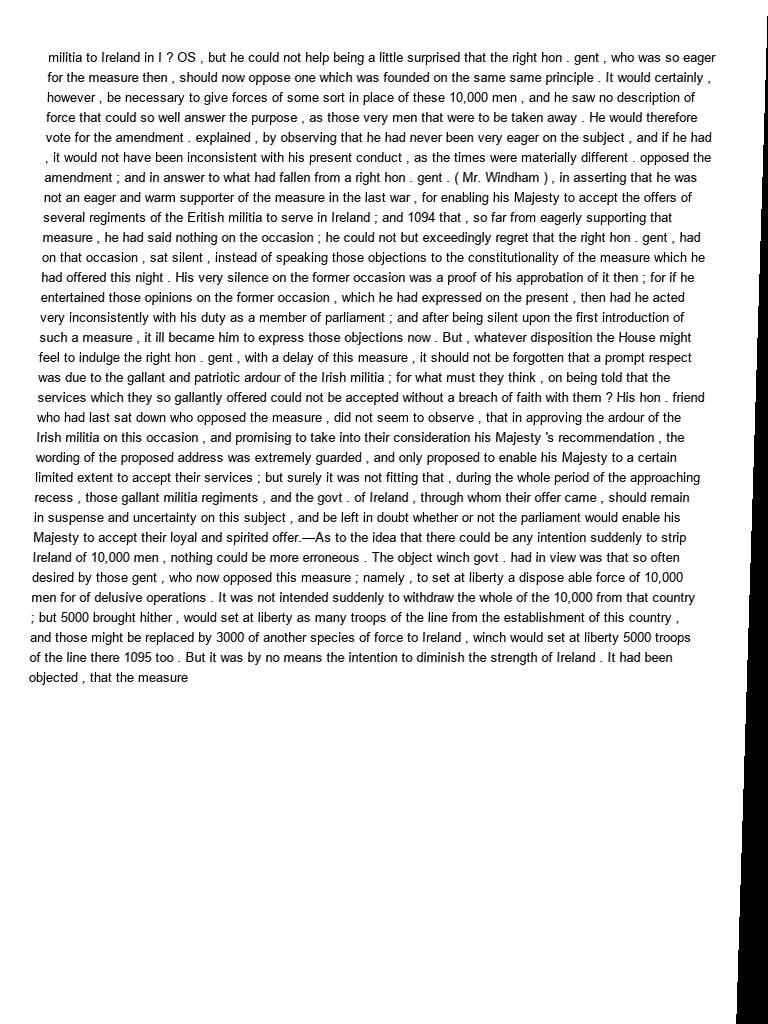 militia to Ireland in I ? OS , but he could not help being a little surprised that the right hon . gent , who was so eager
for the measure then , should now oppose one which was founded on the same same principle . It would certainly ,
however , be necessary to give forces of some sort in place of these 10,000 men , and he saw no description of
force that could so well answer the purpose , as those very men that were to be taken away . He would therefore
vote for the amendment . explained , by observing that he had never been very eager on the subject , and if he had
, it would not have been inconsistent with his present conduct , as the times were materially different . opposed the
amendment ; and in answer to what had fallen from a right hon . gent . ( Mr. Windham ) , in asserting that he was
not an eager and warm supporter of the measure in the last war , for enabling his Majesty to accept the offers of
several regiments of the Eritish militia to serve in Ireland ; and 1094 that , so far from eagerly supporting that
measure , he had said nothing on the occasion ; he could not but exceedingly regret that the right hon . gent , had
on that occasion , sat silent , instead of speaking those objections to the constitutionality of the measure which he
had offered this night . His very silence on the former occasion was a proof of his approbation of it then ; for if he
entertained those opinions on the former occasion , which he had expressed on the present , then had he acted
very inconsistently with his duty as a member of parliament ; and after being silent upon the first introduction of
such a measure , it ill became him to express those objections now . But , whatever disposition the House might
feel to indulge the right hon . gent , with a delay of this measure , it should not be forgotten that a prompt respect
was due to the gallant and patriotic ardour of the Irish militia ; for what must they think , on being told that the
services which they so gallantly offered could not be accepted without a breach of faith with them ? His hon . friend
who had last sat down who opposed the measure , did not seem to observe , that in approving the ardour of the
Irish militia on this occasion , and promising to take into their consideration his Majesty 's recommendation , the
wording of the proposed address was extremely guarded , and only proposed to enable his Majesty to a certain
limited extent to accept their services ; but surely it was not fitting that , during the whole period of the approaching
recess , those gallant militia regiments , and the govt . of Ireland , through whom their offer came , should remain
in suspense and uncertainty on this subject , and be left in doubt whether or not the parliament would enable his
Majesty to accept their loyal and spirited offer.—As to the idea that there could be any intention suddenly to strip
Ireland of 10,000 men , nothing could be more erroneous . The object winch govt . had in view was that so often
desired by those gent , who now opposed this measure ; namely , to set at liberty a dispose able force of 10,000
men for of delusive operations . It was not intended suddenly to withdraw the whole of the 10,000 from that country
; but 5000 brought hither , would set at liberty as many troops of the line from the establishment of this country ,
and those might be replaced by 3000 of another species of force to Ireland , winch would set at liberty 5000 troops
of the line there 1095 too . But it was by no means the intention to diminish the strength of Ireland . It had been
objected , that the measure